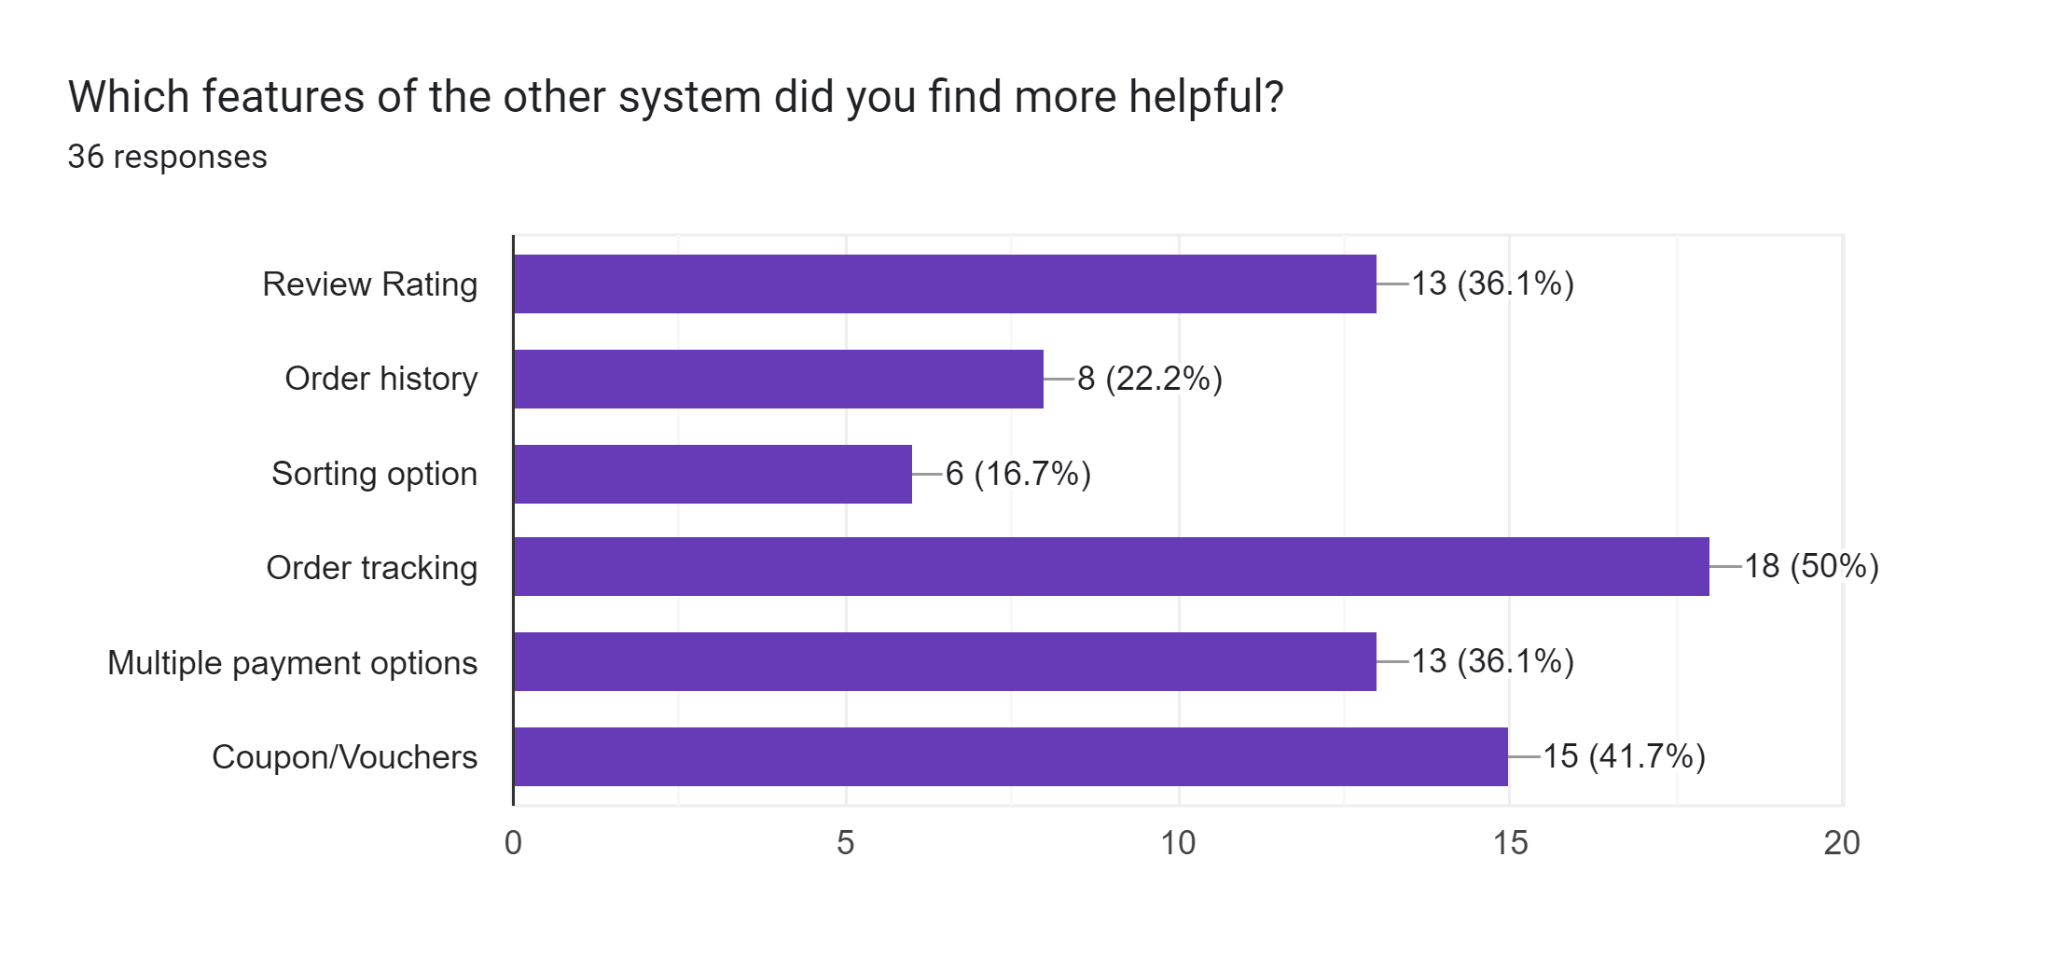 Which features of the other system did you find more helpful?
36 responses
Review Rating
13 (36.1%)
Order history
8 (22.2%)
Sorting option
6 (16.7%)
Order tracking
18 (50%)
Multiple payment options
13 (36.1%)
Coupon/Vouchers
15 (41.7%)
0 5 10 15 20